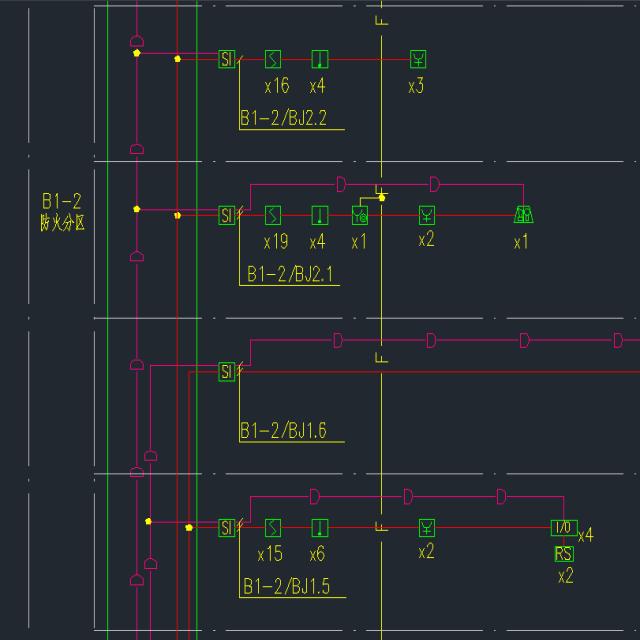 F
SI
x16 x4 x3
B1-2/BJ2.2
D
D D
B1-2
防火分区
F
SI
x19 x4 x1 x2 x1
B1-2/BJ2.1
D
D D D D
D
F
SI
B1-2/BJ1.6
D
D
D D D
F
SI
I/O x4
x15 x6 x2
RS
x2
B1-2/BJ1.5
D
D